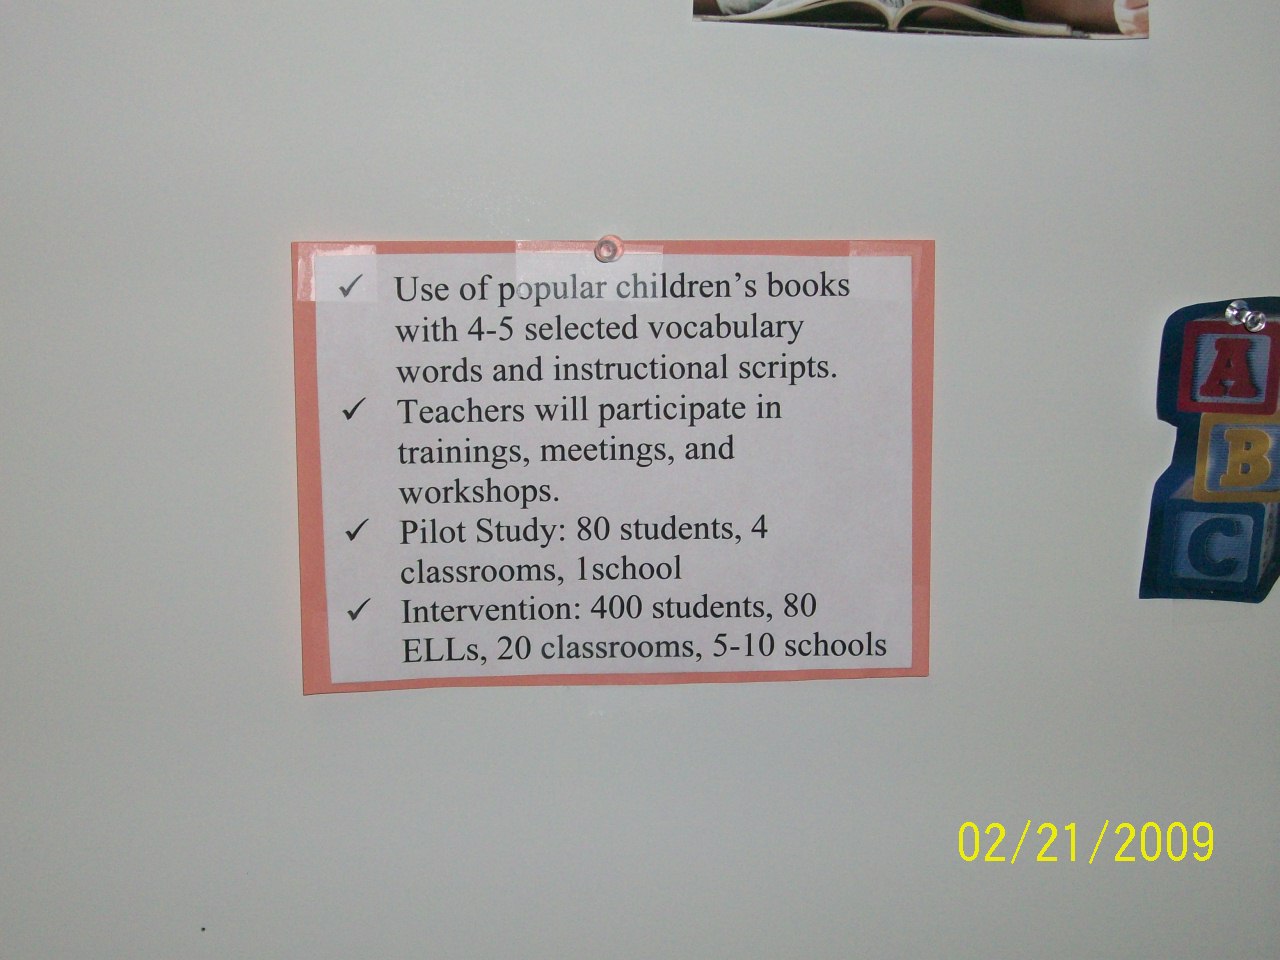 ✓ Use of popular children's books
with 4-5 selected vocabulary
words and instructional scripts.
✓ Teachers will participate in
trainings, meetings, and
workshops.
✓ Pilot Study: 80 students, 4
classrooms, 1school
✓ Intervention: 400 students, 80
ELLs, 20 classrooms, 5-10 schools
A
B
C
02/21/2009